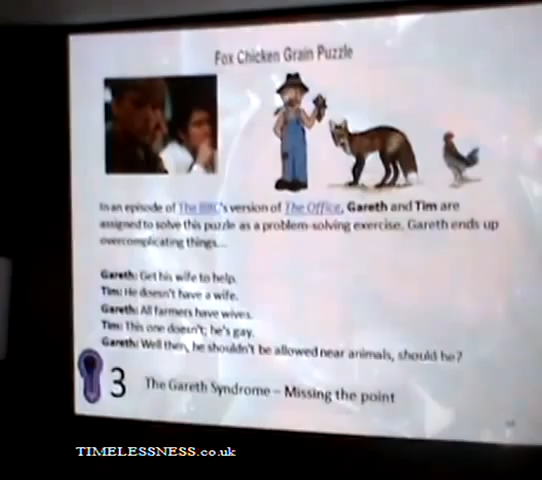 Fox Chicken Grain Puzzle
In an episode of The BBC's version of The Office, Gareth and Tim are
assigned to solve this puzzle as a problem-solving exercise. Gareth ends up
overcomplicating things...
Gareth: Get his wife to help.
Tim: He doesn't have a wife.
Gareth: All farmers have wives.
Tim: This one doesn't; he's gay.
Gareth: Well then, he shouldn't be allowed near animals, should he?
3 The Gareth Syndrome – Missing the point
TIMELESSNESS.co.uk